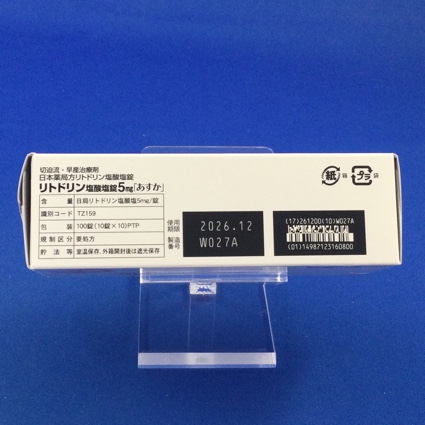 切迫流・早産治療剤
日本薬局方リトドリン塩酸塩錠
リトドリン塩酸塩錠5mg「あすか」
含量 日局リトドリン塩酸塩5mg/錠
識別コード TZ159
包装 100錠(10錠×10)PTP
規制区分 要処方
貯法等 室温保存、外箱開封後は遮光保存
使用期限 2026.12
製造番号 W027A
紙 箱
プラ 袋
(17)261200(10)W027A
(01)14987123160800